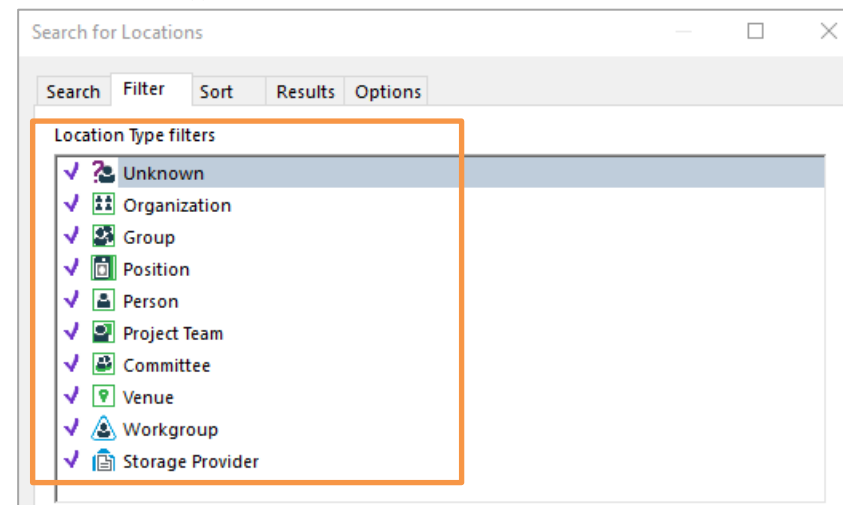 Search for Locations
Search Filter Sort Results Options
Location Type filters
Unknown
Organization
Group
Position
Person
Project Team
Committee
Venue
Workgroup
Storage Provider